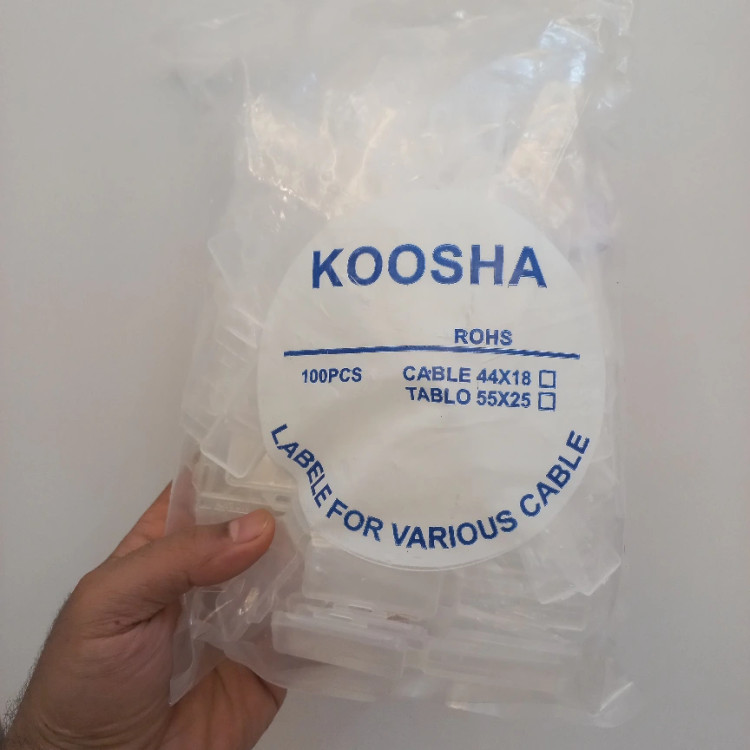 KOOSHA
ROHS
100PCS CABLE 44X18
TABLO 55X25
LABELE FOR VARIOUS CABLE